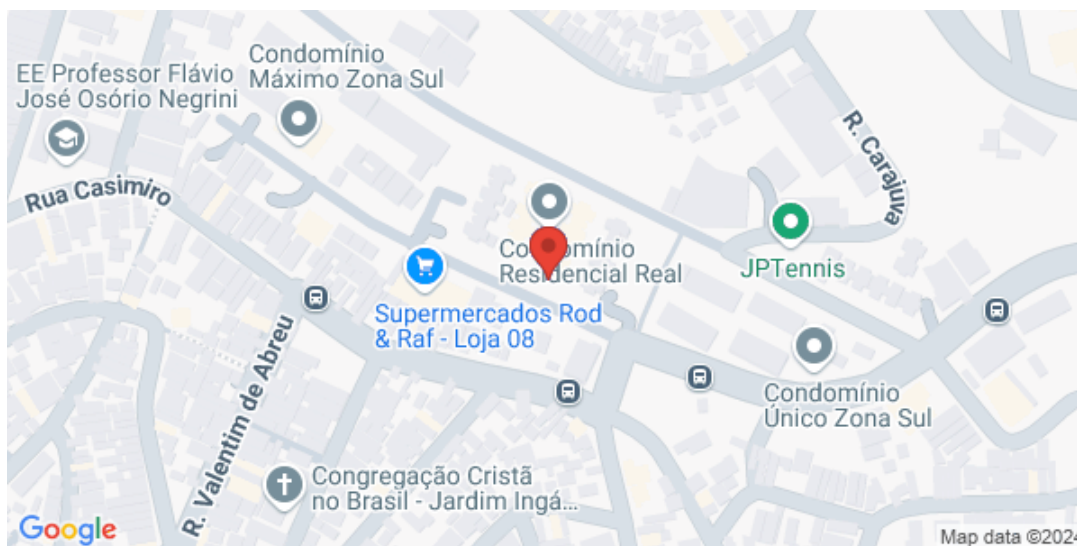 Condomínio
Máximo Zona Sul
EE Professor Flávio
José Osório Negrini
R. Carajuva
Rua Casimiro
Condomínio
Residencial Real
JPTennis
Supermercados Rod
& Raf - Loja 08
R. Valentim de Abreu
Condomínio
Único Zona Sul
Congregação Cristã
no Brasil - Jardim Ingá...
Google
Map data ©2024